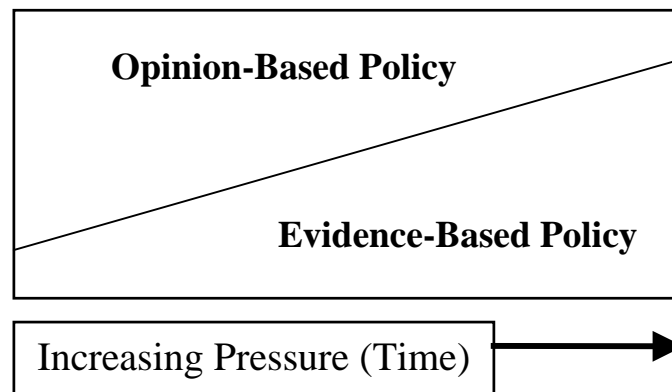 Opinion-Based Policy
Evidence-Based Policy
Increasing Pressure (Time)